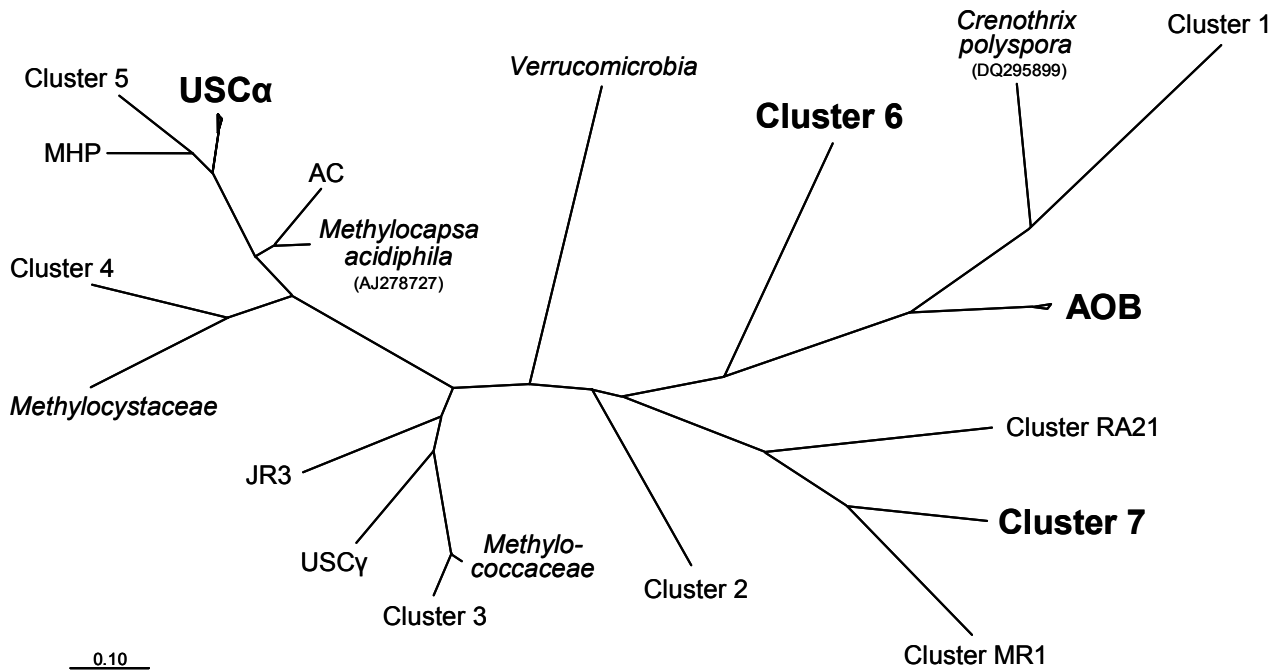 Crenothrix
polyspora
(DQ295899)
Cluster 1
Cluster 5
USCα
Verrucomicrobia
Cluster 6
MHP
AC
Methylocapsa
acidiphila
(AJ278727)
Cluster 4
AOB
Methylocystaceae
Cluster RA21
JR3
Cluster 7
USCγ
Methylo-
coccaceae
Cluster 2
Cluster 3
Cluster MR1
0.10